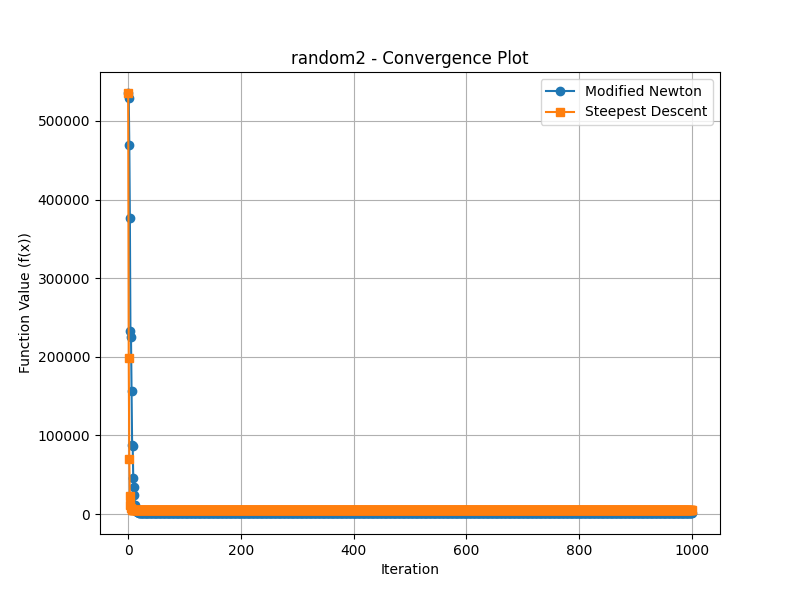 random2 - Convergence Plot
Modified Newton
Steepest Descent
Function Value (f(x))
500000
400000
300000
200000
100000
0
0 200 400 600 800 1000
Iteration